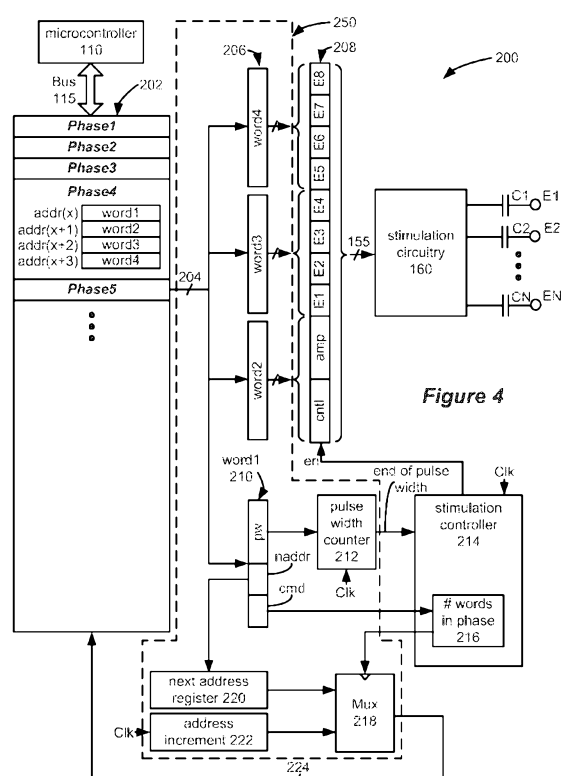 microcontroller
110
Bus
115
202
Phase1
Phase2
Phase3
Phase4
addr(x) word1
addr(x+1) word2
addr(x+2) word3
addr(x+3) word4
Phase5
204
206
word4
word3
word2
250
208
E8
E7
E6
E5
E4
E3
E2
E1
amp
cntl
200
155
stimulation
circuitry
160
C1 E1
C2 E2
CN EN
Figure 4
word1
210
pw
naddr
cmd
en
end of pulse
width
Clk
pulse
width
counter
212
Clk
stimulation
controller
214
# words
in phase
216
next address
register 220
Clk
address
increment 222
Mux
218
224